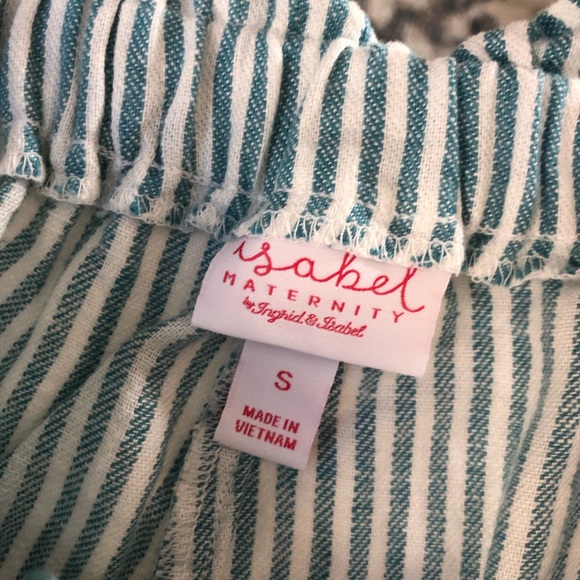 isabel
MATERNITY
by Ingrid & Isabel
S
MADE IN
VIETNAM